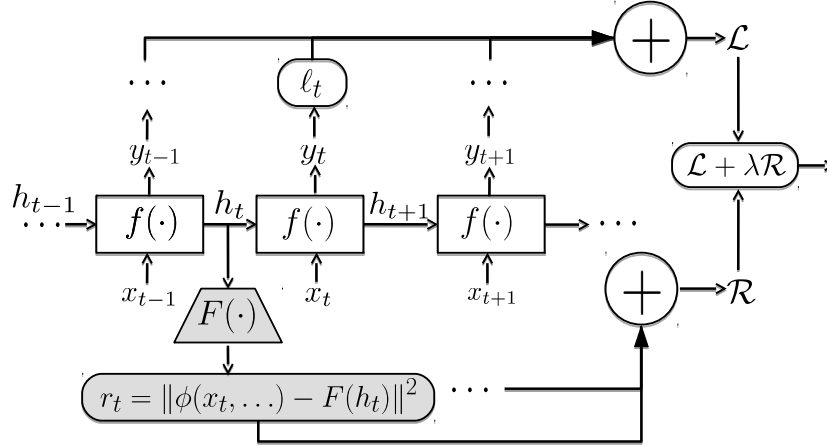 + ℒ
⋯ ℓ_t ⋯
y_{t−1} y_t y_{t+1}
ℒ + λℛ
h_{t−1} h_t h_{t+1}
⋯ f(·) f(·) f(·) ⋯
x_{t−1} x_t x_{t+1}
+ ℛ
F(·)
r_t = ‖ϕ(x_t, …) − F(h_t)‖² ⋯